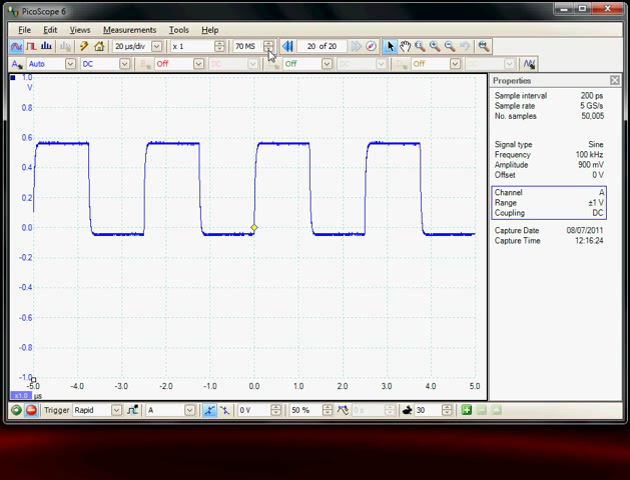 PicoScope 6
File Edit Views Measurements Tools Help
20 µs/div x 1 70 MS 20 of 20
A Auto DC Off Off Off
1.0
V
0.8
0.6
0.4
0.2
0.0
-0.2
-0.4
-0.6
-0.8
-1.0
-5.0 -4.0 -3.0 -2.0 -1.0 0.0 1.0 2.0 3.0 4.0 5.0
x1.0 µs
Properties
Sample interval 200 ps
Sample rate 5 GS/s
No. samples 50,005
Signal type Sine
Frequency 100 kHz
Amplitude 900 mV
Offset 0 V
Channel A
Range ±1 V
Coupling DC
Capture Date 08/07/2011
Capture Time 12:16:24
Trigger Rapid A 0 V 50 % 0 s 30